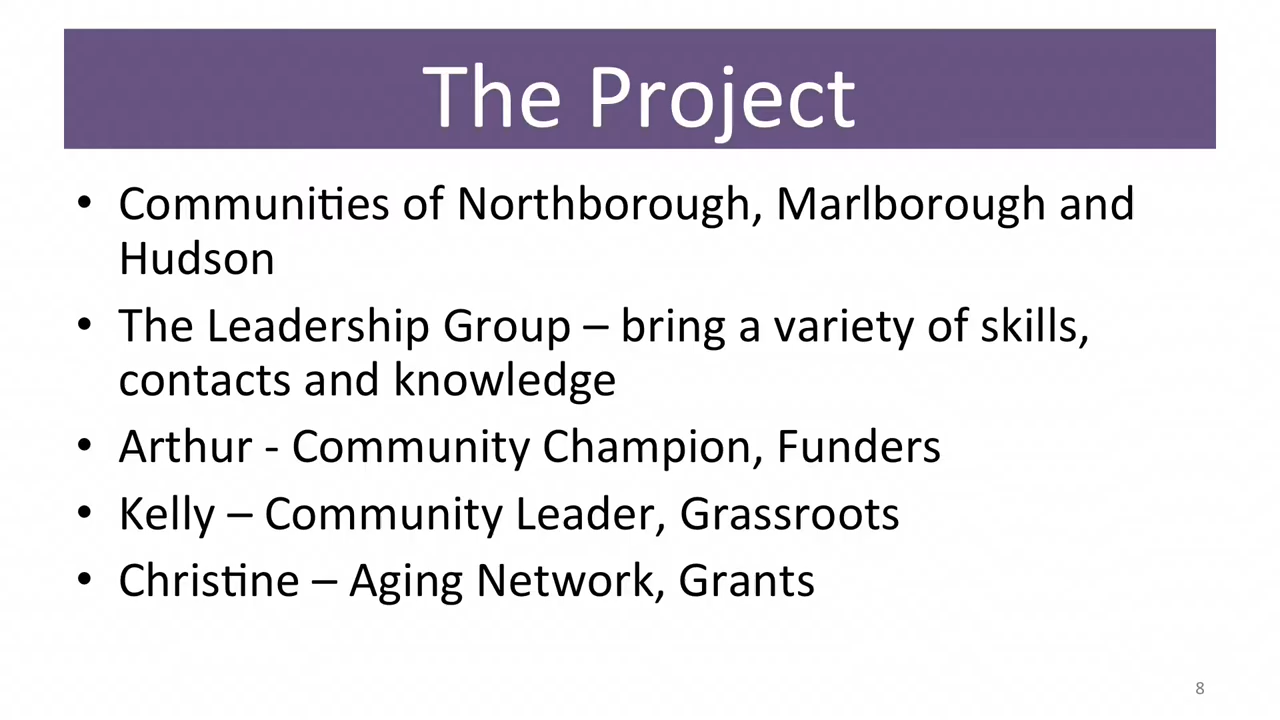 The Project
• Communities of Northborough, Marlborough and
Hudson
• The Leadership Group – bring a variety of skills,
contacts and knowledge
• Arthur - Community Champion, Funders
• Kelly – Community Leader, Grassroots
• Christine – Aging Network, Grants
8